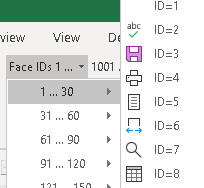 ID=1
abc ID=2
view View De
ID=3
Face IDs 1 ... 1001
ID=4
1 ... 30
ID=5
31 ... 60
ID=6
61 ... 90
ID=7
91 ... 120
ID=8